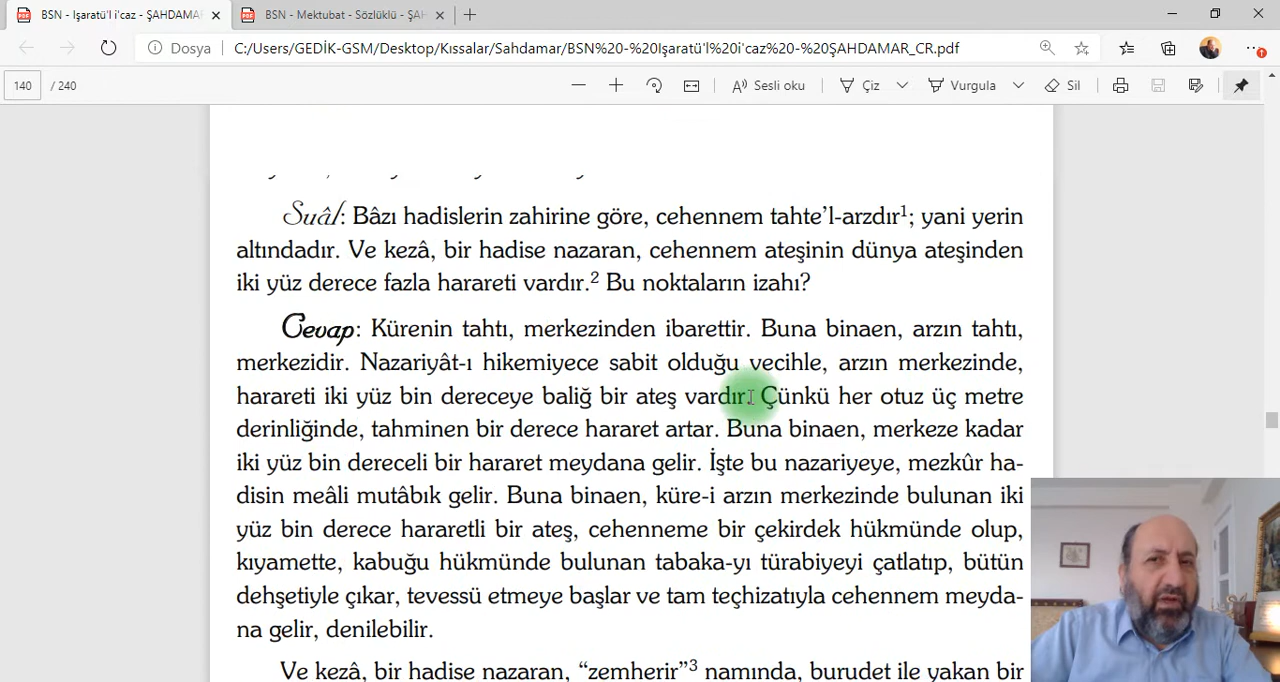 BSN - Işaratü'l i'caz - ŞAHDAMAR
BSN - Mektubat - Sözlüklü - ŞAH
Dosya
C:/Users/GEDİK-GSM/Desktop/Kıssalar/Sahdamar/BSN%20-%20Işaratü'l%20i'caz%20-%20ŞAHDAMAR_CR.pdf
140 / 240
Sesli oku
Çiz
Vurgula
Sil
Suâl: Bâzı hadislerin zahirine göre, cehennem tahte’l-arzdır1; yani yerin
altındadır. Ve kezâ, bir hadise nazaran, cehennem ateşinin dünya ateşinden
iki yüz derece fazla harareti vardır.2 Bu noktaların izahı?
Cevap: Kürenin tahtı, merkezinden ibarettir. Buna binaen, arzın tahtı,
merkezidir. Nazariyât-ı hikemiyece sabit olduğu vecihle, arzın merkezinde,
harareti iki yüz bin dereceye baliğ bir ateş vardır. Çünkü her otuz üç metre
derinliğinde, tahminen bir derece hararet artar. Buna binaen, merkeze kadar
iki yüz bin dereceli bir hararet meydana gelir. İşte bu nazariyeye, mezkûr ha-
disin meâli mutâbık gelir. Buna binaen, küre-i arzın merkezinde bulunan iki
yüz bin derece hararetli bir ateş, cehenneme bir çekirdek hükmünde olup,
kıyamette, kabuğu hükmünde bulunan tabaka-yı türabiyeyi çatlatıp, bütün
dehşetiyle çıkar, tevessü etmeye başlar ve tam teçhizatıyla cehennem meyda-
na gelir, denilebilir.
Ve kezâ, bir hadise nazaran, “zemherir”3 namında, burudet ile yakan bir